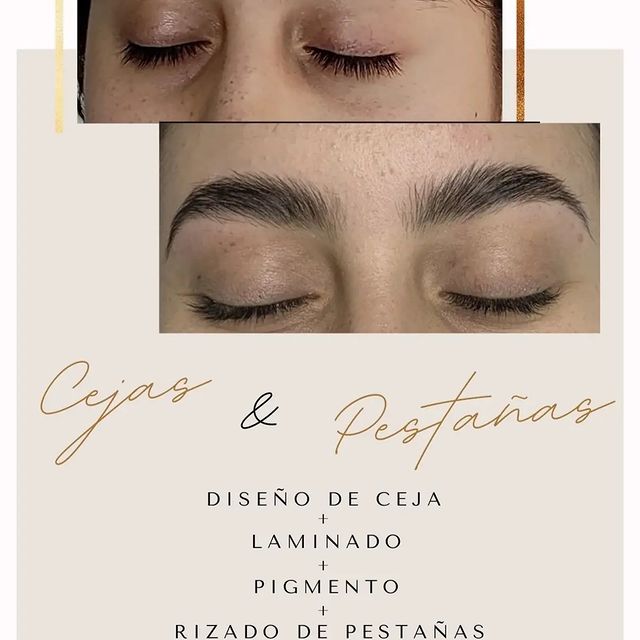 Cejas & Pestañas
DISEÑO DE CEJA
+
LAMINADO
+
PIGMENTO
+
RIZADO DE PESTAÑAS